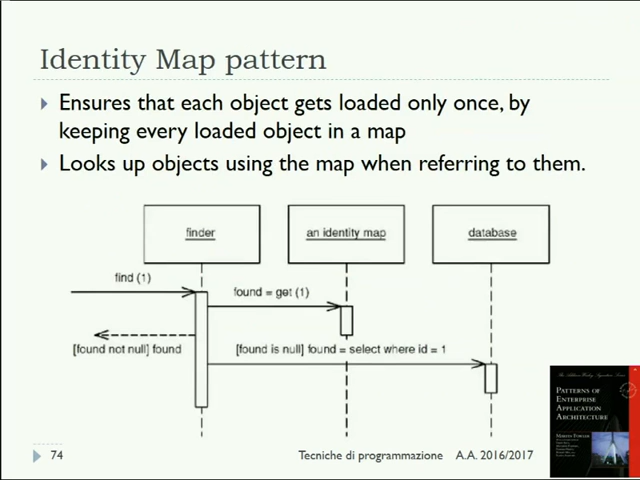 Identity Map pattern
Ensures that each object gets loaded only once, by
keeping every loaded object in a map
Looks up objects using the map when referring to them.
finder
an identity map
database
find (1)
found = get (1)
[found not null] found
[found is null] found = select where id = 1
PATTERNS OF
ENTERPRISE
APPLICATION
ARCHITECTURE
MARTIN FOWLER
74
Tecniche di programmazione A.A. 2016/2017